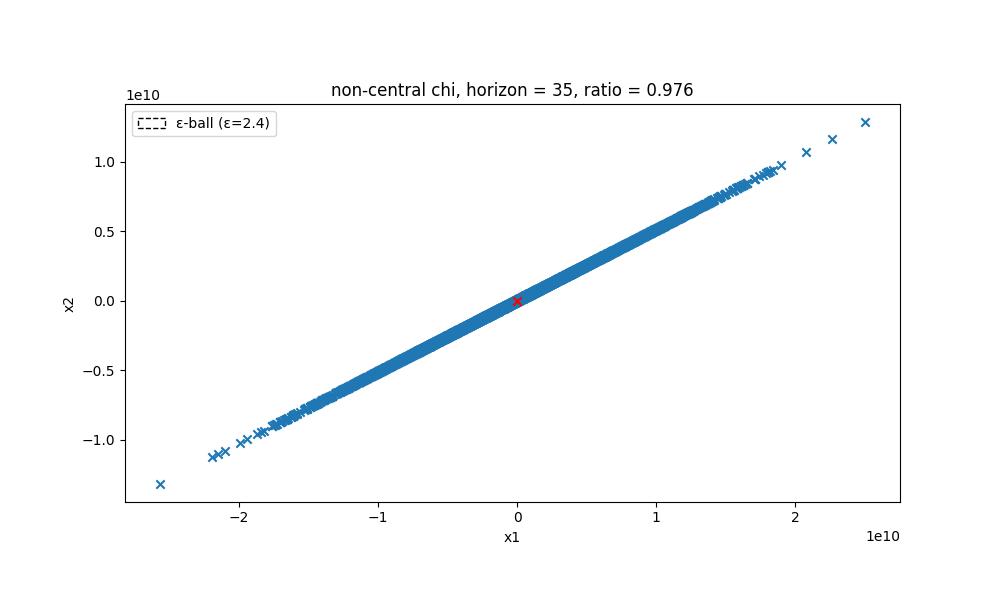 non-central chi, horizon = 35, ratio = 0.976
1e10
ε-ball (ε=2.4)
1.0
0.5
0.0
−0.5
−1.0
x2
−2
−1
0
1
2
x1
1e10